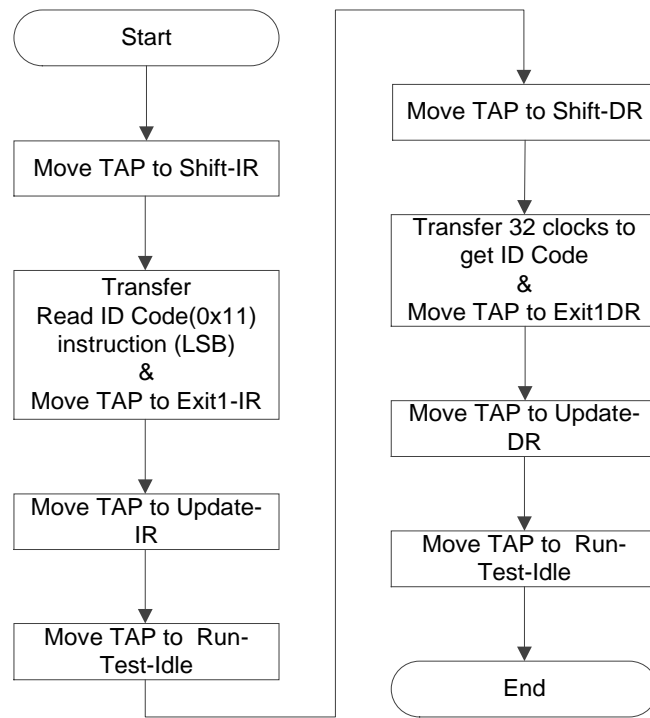 Start
Move TAP to Shift-IR
Transfer
Read ID Code(0x11)
instruction (LSB)
&
Move TAP to Exit1-IR
Move TAP to Update-
IR
Move TAP to  Run-
Test-Idle
Move TAP to Shift-DR
Transfer 32 clocks to
get ID Code
&
Move TAP to Exit1DR
Move TAP to Update-
DR
Move TAP to  Run-
Test-Idle
End